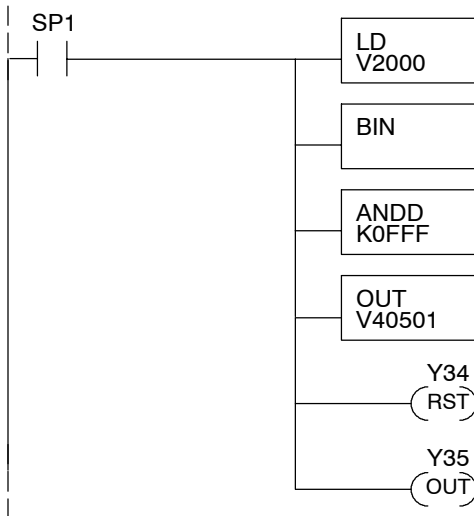 SP1
LD
V2000
BIN
ANDD
K0FFF
OUT
V40501
Y34
RST
Y35
OUT